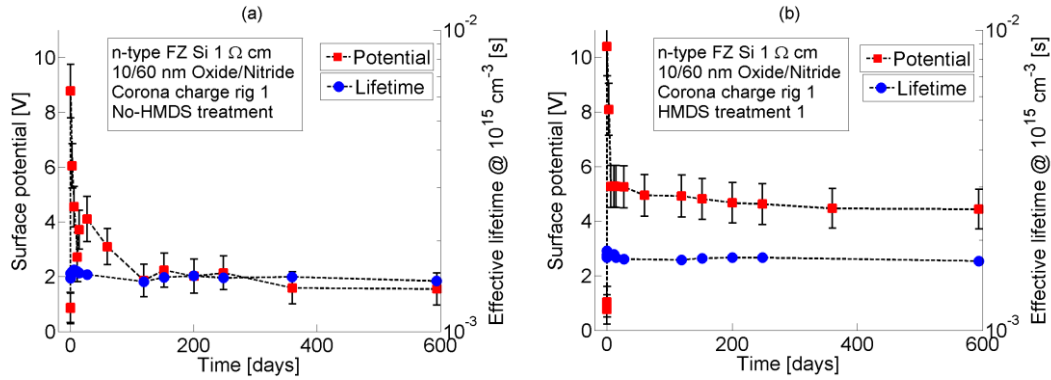 (a)
n-type FZ Si 1 Ω cm
10/60 nm Oxide/Nitride
Corona charge rig 1
No-HMDS treatment
Potential
Lifetime
Surface potential [V]
0
2
4
6
8
10
0
200
400
600
Time [days]
10⁻²
10⁻³
Effective lifetime @ 10¹⁵ cm⁻³ [s]
(b)
n-type FZ Si 1 Ω cm
10/60 nm Oxide/Nitride
Corona charge rig 1
HMDS treatment 1
Potential
Lifetime
Surface potential [V]
0
2
4
6
8
10
0
200
400
600
Time [days]
10⁻²
10⁻³
Effective lifetime @ 10¹⁵ cm⁻³ [s]